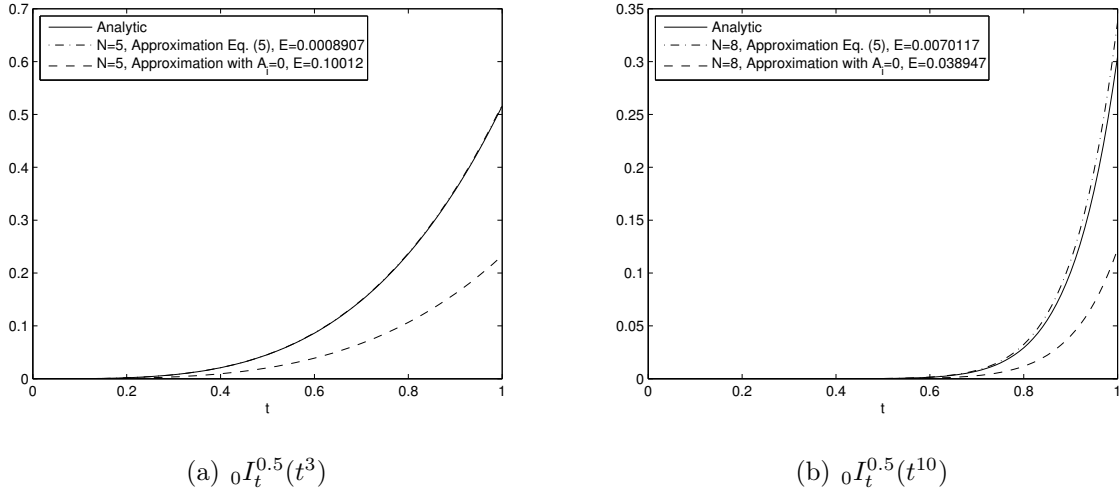 0.7
0.6
0.5
0.4
0.3
0.2
0.1
0
0 0.2 0.4 0.6 0.8 1
t
Analytic
N=5, Approximation Eq. (5), E=0.0008907
N=5, Approximation with A_i=0, E=0.10012
(a) ₀I_t^{0.5}(t³)
0.35
0.3
0.25
0.2
0.15
0.1
0.05
0
0 0.2 0.4 0.6 0.8 1
t
Analytic
N=8, Approximation Eq. (5), E=0.0070117
N=8, Approximation with A_i=0, E=0.038947
(b) ₀I_t^{0.5}(t¹⁰)